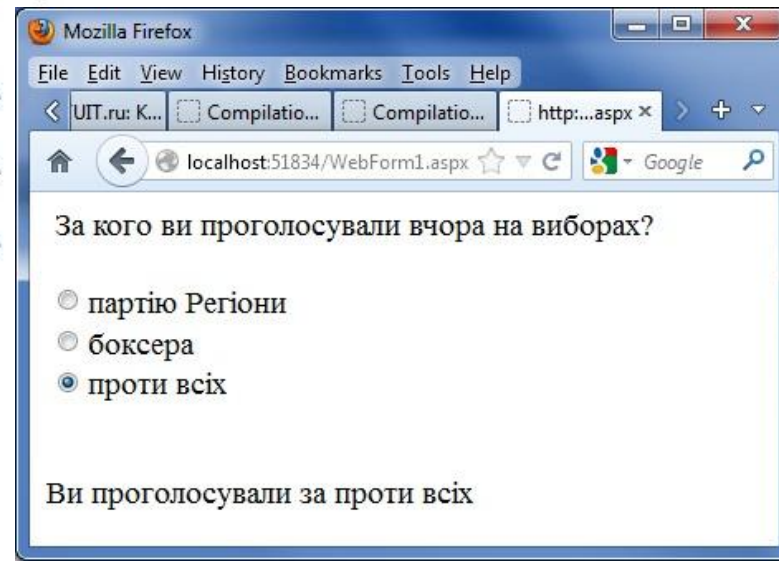 Mozilla Firefox
File Edit View History Bookmarks Tools Help
UIT.ru: K... Compilatio... Compilatio... http:...aspx
localhost:51834/WebForm1.aspx Google
За кого ви проголосували вчора на виборах?
партію Регіони
боксера
проти всіх
Ви проголосували за проти всіх